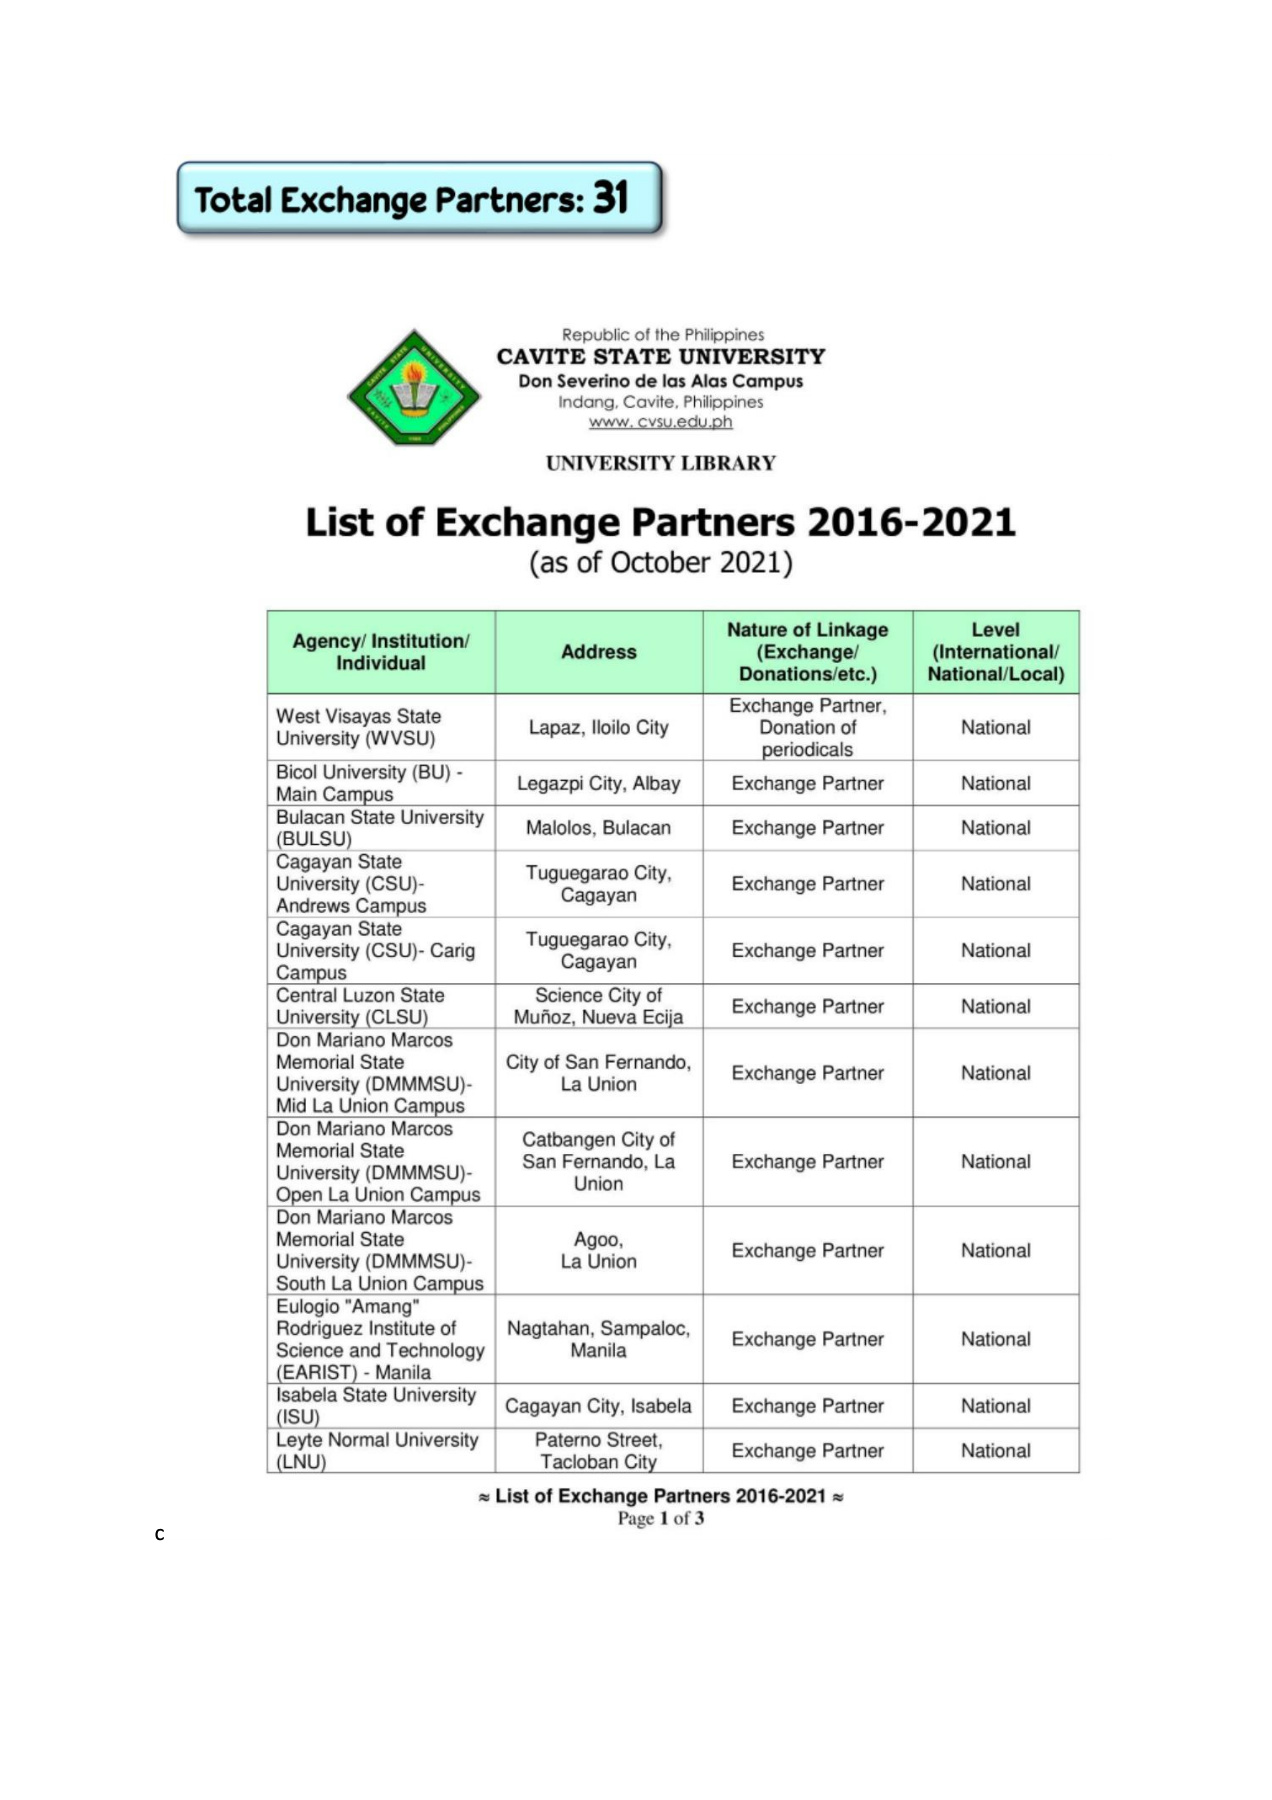 Total Exchange Partners: 31
Republic of the Philippines
CAVITE STATE UNIVERSITY
Don Severino de las Alas Campus
Indang, Cavite, Philippines
www. cvsu.edu.ph
UNIVERSITY LIBRARY
CAVITE STATE UNIVERSITY
List of Exchange Partners 2016-2021
(as of October 2021)
Agency/ Institution/
Individual
Address
Nature of Linkage
(Exchange/
Donations/etc.)
Level
(International/
National/Local)
West Visayas State
University (WVSU)
Lapaz, Iloilo City
Exchange Partner,
Donation of
periodicals
National
Bicol University (BU) -
Main Campus
Legazpi City, Albay
Exchange Partner
National
Bulacan State University
(BULSU)
Malolos, Bulacan
Exchange Partner
National
Cagayan State
University (CSU)-
Andrews Campus
Tuguegarao City,
Cagayan
Exchange Partner
National
Cagayan State
University (CSU)- Carig
Campus
Tuguegarao City,
Cagayan
Exchange Partner
National
Central Luzon State
University (CLSU)
Science City of
Muñoz, Nueva Ecija
Exchange Partner
National
Don Mariano Marcos
Memorial State
University (DMMMSU)-
Mid La Union Campus
City of San Fernando,
La Union
Exchange Partner
National
Don Mariano Marcos
Memorial State
University (DMMMSU)-
Open La Union Campus
Catbangen City of
San Fernando, La
Union
Exchange Partner
National
Don Mariano Marcos
Memorial State
University (DMMMSU)-
South La Union Campus
Agoo,
La Union
Exchange Partner
National
Eulogio "Amang"
Rodriguez Institute of
Science and Technology
(EARIST) - Manila
Nagtahan, Sampaloc,
Manila
Exchange Partner
National
Isabela State University
(ISU)
Cagayan City, Isabela
Exchange Partner
National
Leyte Normal University
(LNU)
Paterno Street,
Tacloban City
Exchange Partner
National
≈ List of Exchange Partners 2016-2021 ≈
Page 1 of 3
c